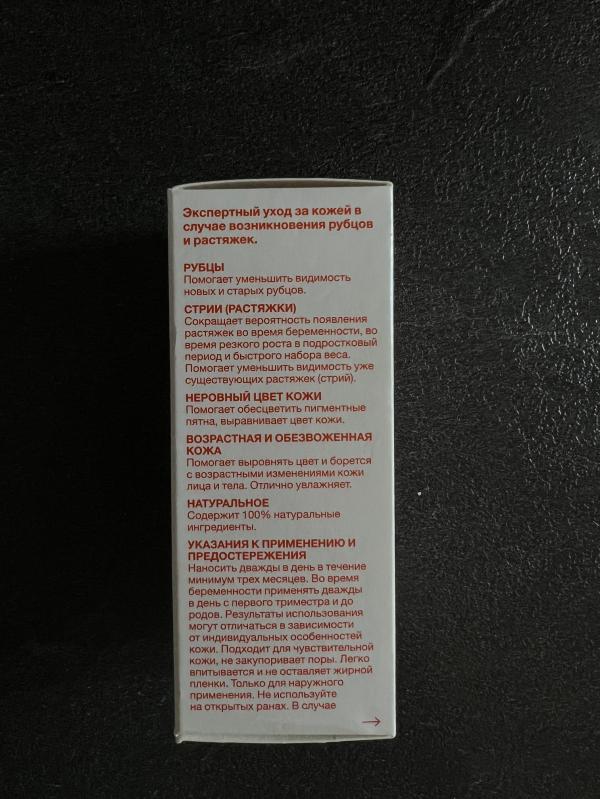 Экспертный уход за кожей в
случае возникновения рубцов
и растяжек.
РУБЦЫ
Помогает уменьшить видимость
новых и старых рубцов.
СТРИИ (РАСТЯЖКИ)
Сокращает вероятность появления
растяжек во время беременности, во
время резкого роста в подростковый
период и быстрого набора веса.
Помогает уменьшить видимость уже
существующих растяжек (стрий).
НЕРОВНЫЙ ЦВЕТ КОЖИ
Помогает обесцветить пигментные
пятна, выравнивает цвет кожи.
ВОЗРАСТНАЯ И ОБЕЗВОЖЕННАЯ
КОЖА
Помогает выровнять цвет и борется
с возрастными изменениями кожи
лица и тела. Отлично увлажняет.
НАТУРАЛЬНОЕ
Содержит 100% натуральные
ингредиенты.
УКАЗАНИЯ К ПРИМЕНЕНИЮ И
ПРЕДОСТЕРЕЖЕНИЯ
Наносить дважды в день в течение
минимум трех месяцев. Во время
беременности применять дважды
в день с первого триместра и до
родов. Результаты использования
могут отличаться в зависимости
от индивидуальных особенностей
кожи. Подходит для чувствительной
кожи, не закупоривает поры. Легко
впитывается и не оставляет жирной
пленки. Только для наружного
применения. Не используйте
на открытых ранах. В случае